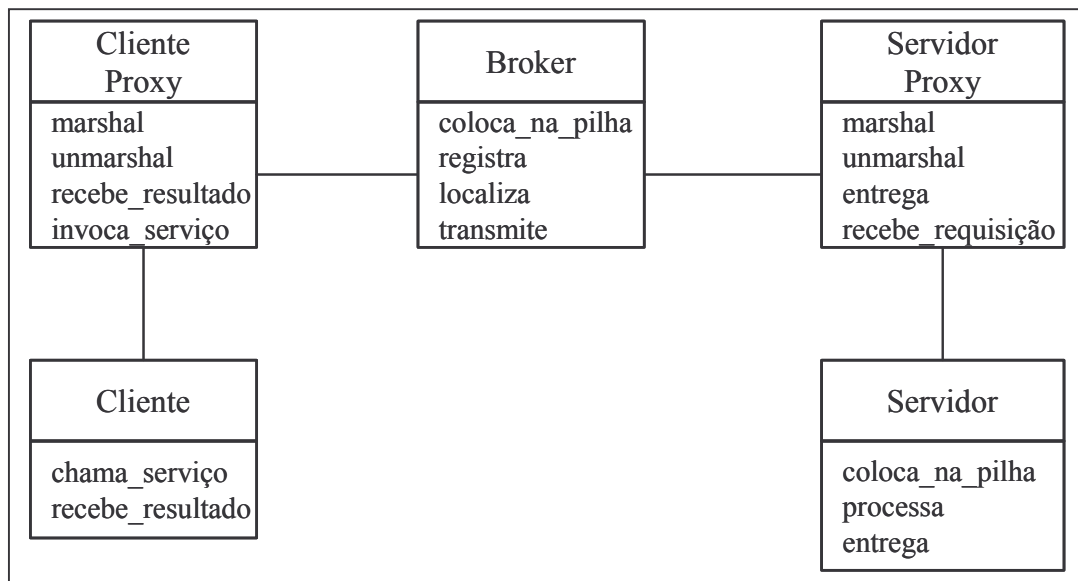 Cliente
Proxy
marshal
unmarshal
recebe_resultado
invoca_serviço
Broker
coloca_na_pilha
registra
localiza
transmite
Servidor
Proxy
marshal
unmarshal
entrega
recebe_requisição
Cliente
chama_serviço
recebe_resultado
Servidor
coloca_na_pilha
processa
entrega